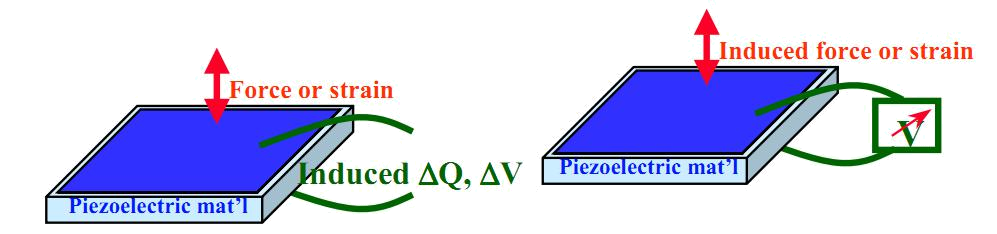 Force or strain
Induced ΔQ, ΔV
Piezoelectric mat'l
Induced force or strain
V
Piezoelectric mat'l